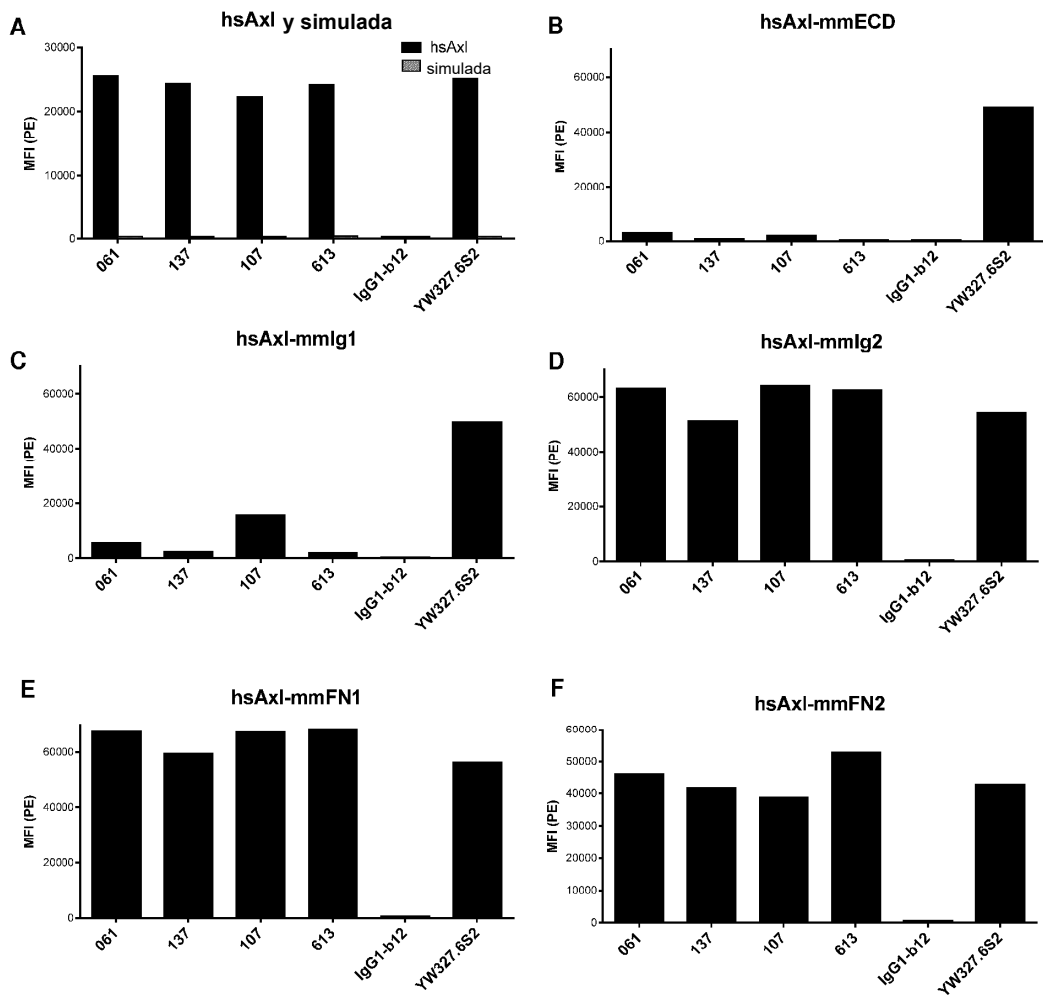 A
hsAxl y simulada
hsAxl
simulada
MFI (PE)
30000
20000
10000
0
061
137
107
613
IgG1-b12
YW327.6S2
B
hsAxl-mmECD
MFI (PE)
60000
40000
20000
0
061
137
107
613
IgG1-b12
YW327.6S2
C
hsAxl-mmIg1
MFI (PE)
60000
40000
20000
0
061
137
107
613
IgG1-b12
YW327.6S2
D
hsAxl-mmIg2
MFI (PE)
60000
40000
20000
0
061
137
107
613
IgG1-b12
YW327.6S2
E
hsAxl-mmFN1
MFI (PE)
60000
40000
20000
0
061
137
107
613
IgG1-b12
YW327.6S2
F
hsAxl-mmFN2
MFI (PE)
60000
50000
40000
30000
20000
10000
0
061
137
107
613
IgG1-b12
YW327.6S2